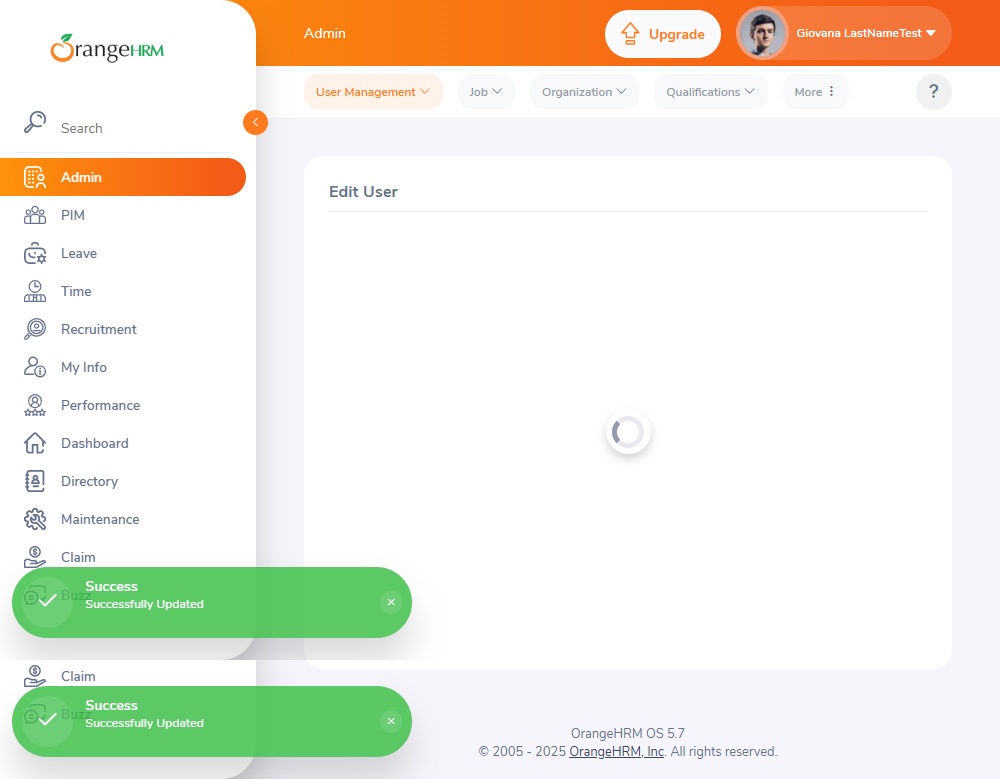 orangeHRM
Admin
Upgrade
Giovana LastNameTest
User Management
Job
Organization
Qualifications
More
?
Search
Admin
PIM
Leave
Time
Recruitment
My Info
Performance
Dashboard
Directory
Maintenance
Claim
Buzz
Edit User
Success
Successfully Updated
Claim
Buzz
Success
Successfully Updated
OrangeHRM OS 5.7
© 2005 - 2025 OrangeHRM, Inc. All rights reserved.